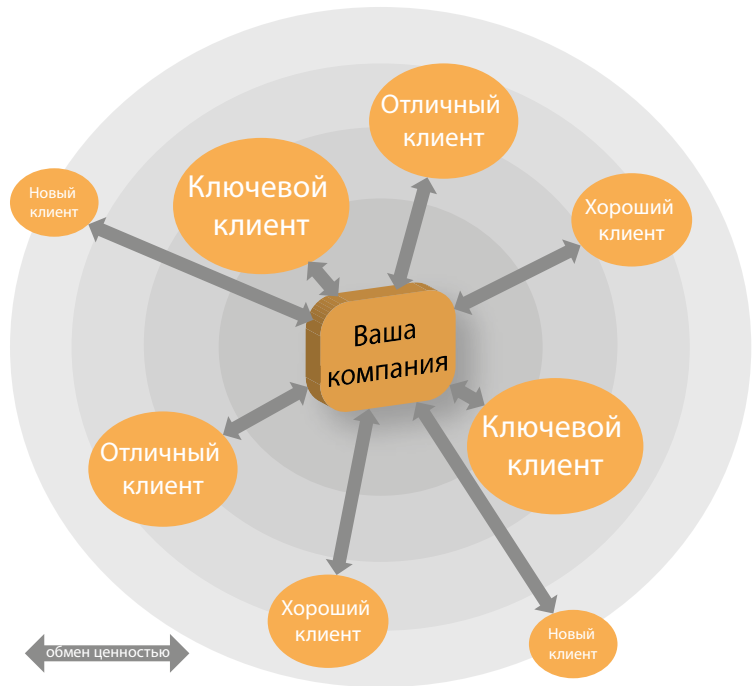 Отличный
клиент
Ключевой
клиент
Новый
клиент
Хороший
клиент
Ваша
компания
Ключевой
клиент
Отличный
клиент
Хороший
клиент
Новый
клиент
обмен ценностью